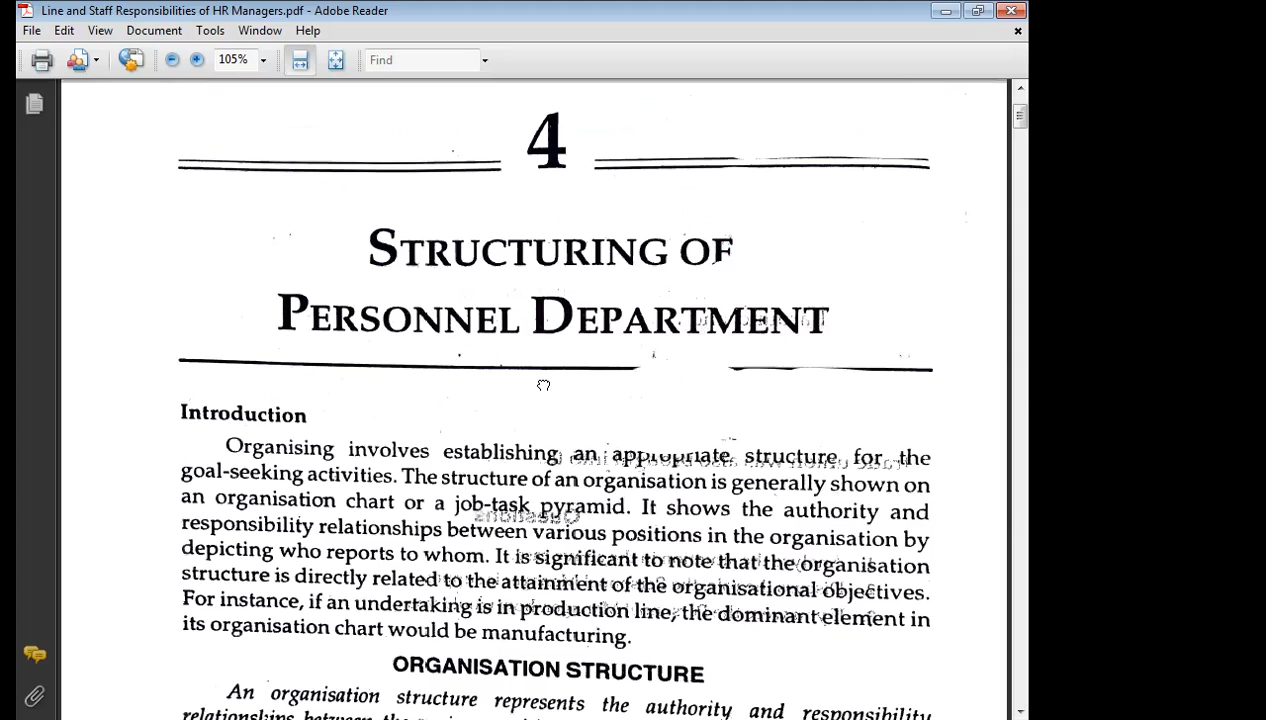 Line and Staff Responsibilities of HR Managers.pdf - Adobe Reader
File Edit View Document Tools Window Help
105% Find
4
STRUCTURING OF
PERSONNEL DEPARTMENT
Introduction
Organising involves establishing an appropriate structure for the
goal-seeking activities. The structure of an organisation is generally shown on
an organisation chart or a job-task pyramid. It shows the authority and
responsibility relationships between various positions in the organisation by
depicting who reports to whom. It is significant to note that the organisation
structure is directly related to the attainment of the organisational objectives.
For instance, if an undertaking is in production line, the dominant element in
its organisation chart would be manufacturing.
ORGANISATION STRUCTURE
An organisation structure represents the authority and responsibility
relationships between the